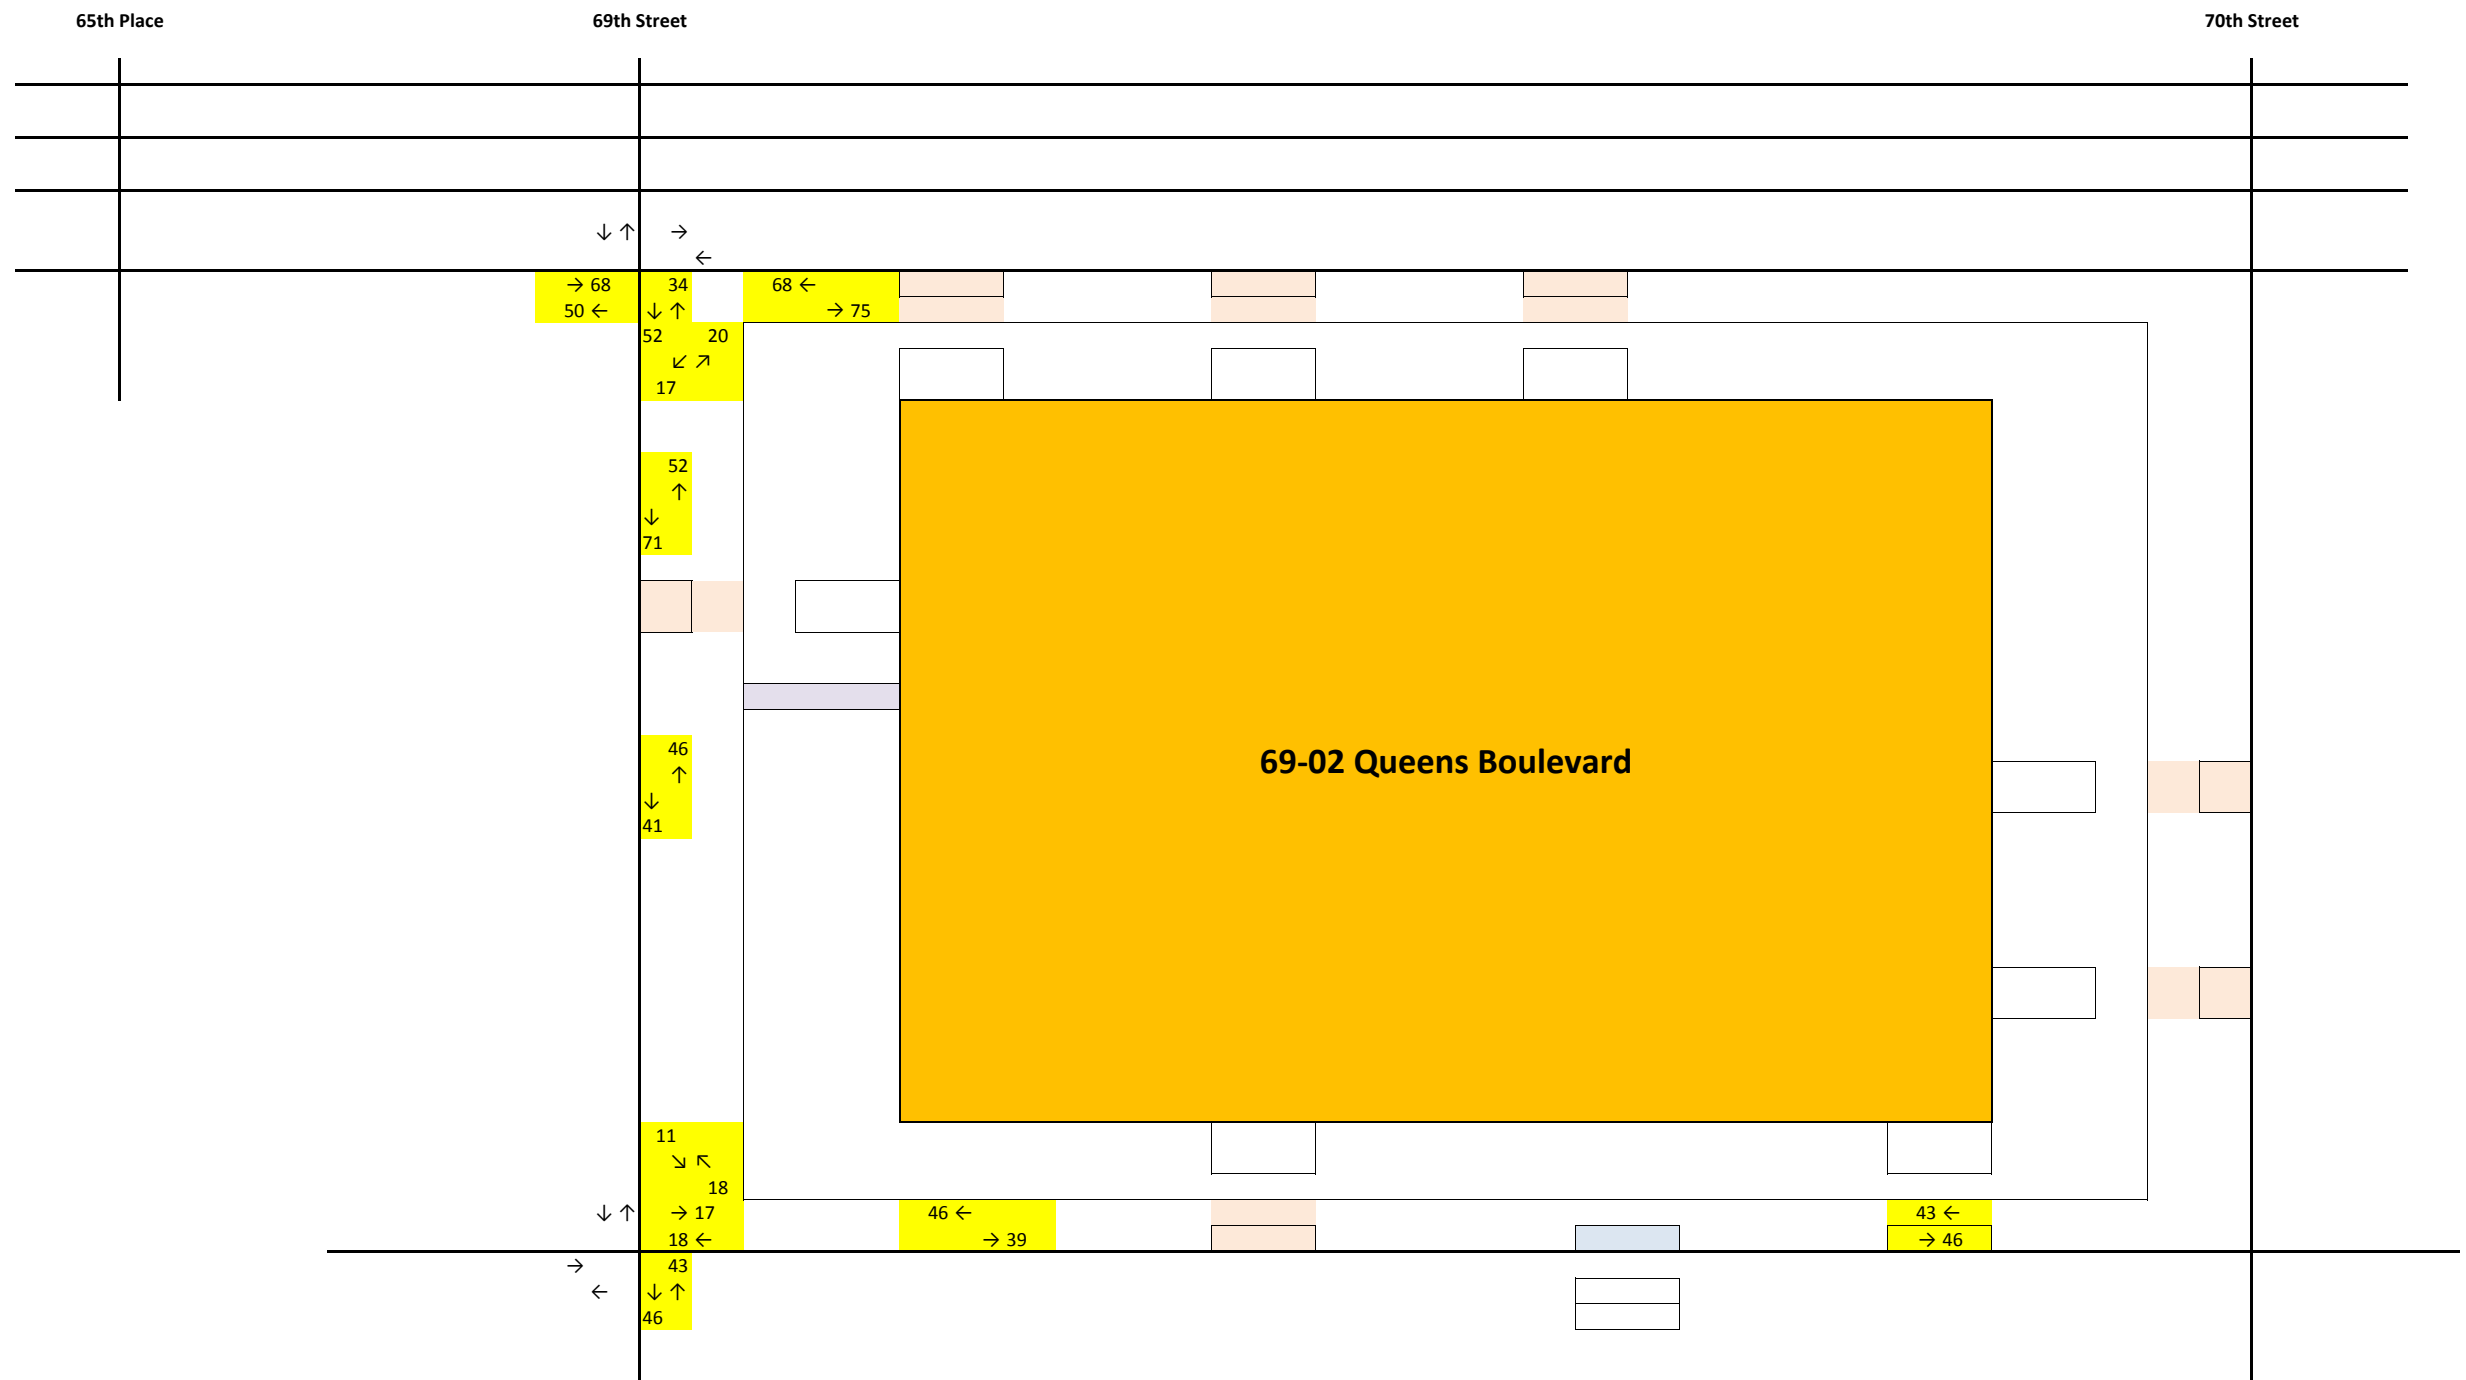 65th Place 69th Street 70th Street
↓ ↑ →
←
→ 68 34 68 ←
50 ← ↓ ↑ → 75
52 20
↙ ↗
17
52
↑
↓
71
46
69-02 Queens Boulevard
↑
↓
41
11
↘ ↖
18
↓ ↑ → 17 46 ← 43 ←
18 ← → 39 → 46
→ 43
← ↓ ↑
46